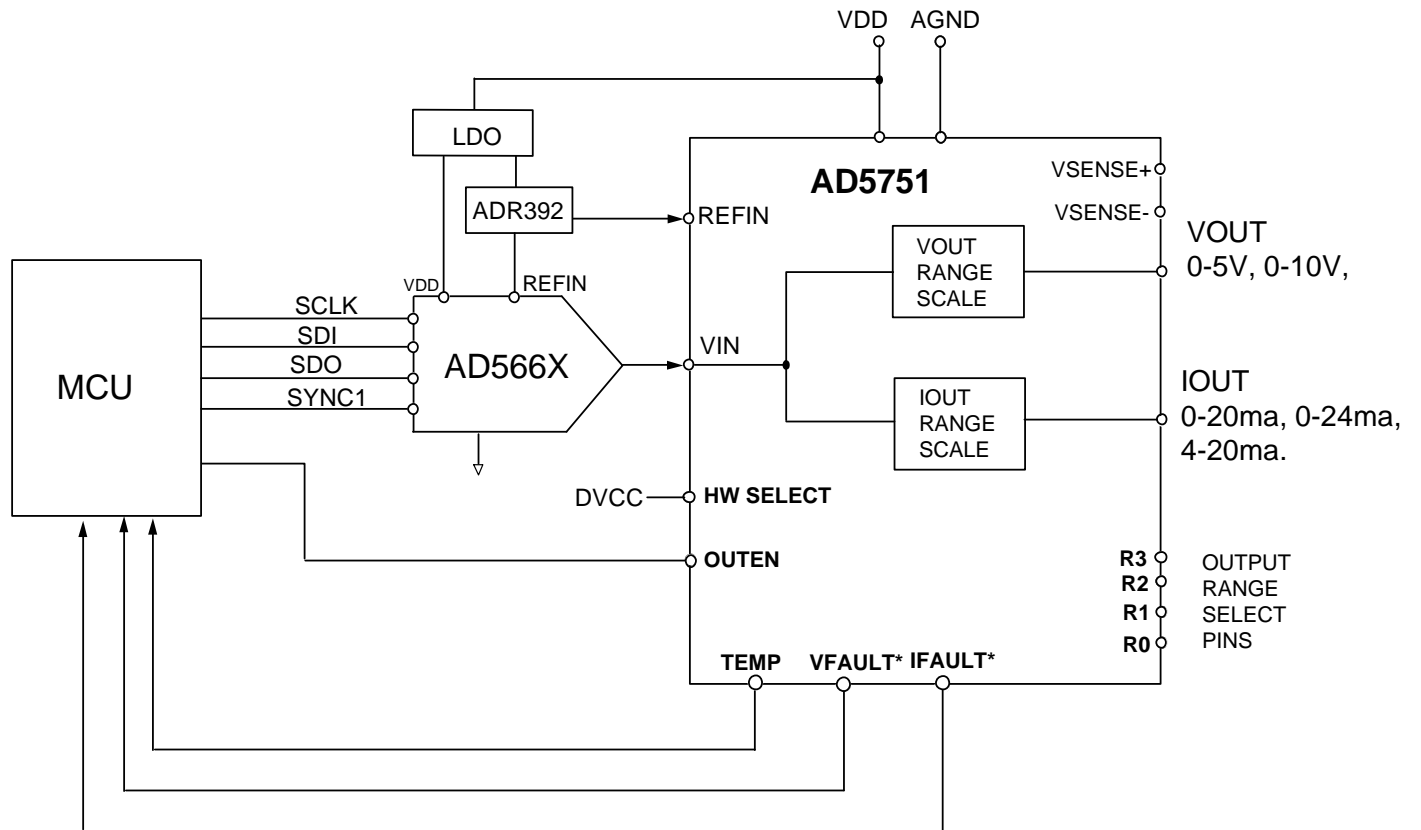 VDD AGND
LDO
AD5751
VSENSE+
ADR392
REFIN
VSENSE-
VOUT
0-5V, 0-10V,
VOUT
RANGE
SCALE
VDD
REFIN
SCLK
SDI
SDO
SYNC1
MCU
AD566X
VIN
IOUT
RANGE
SCALE
IOUT
0-20ma, 0-24ma,
4-20ma.
DVCC
HW SELECT
OUTEN
R3
R2
R1
R0
OUTPUT
RANGE
SELECT
PINS
TEMP VFAULT* IFAULT*